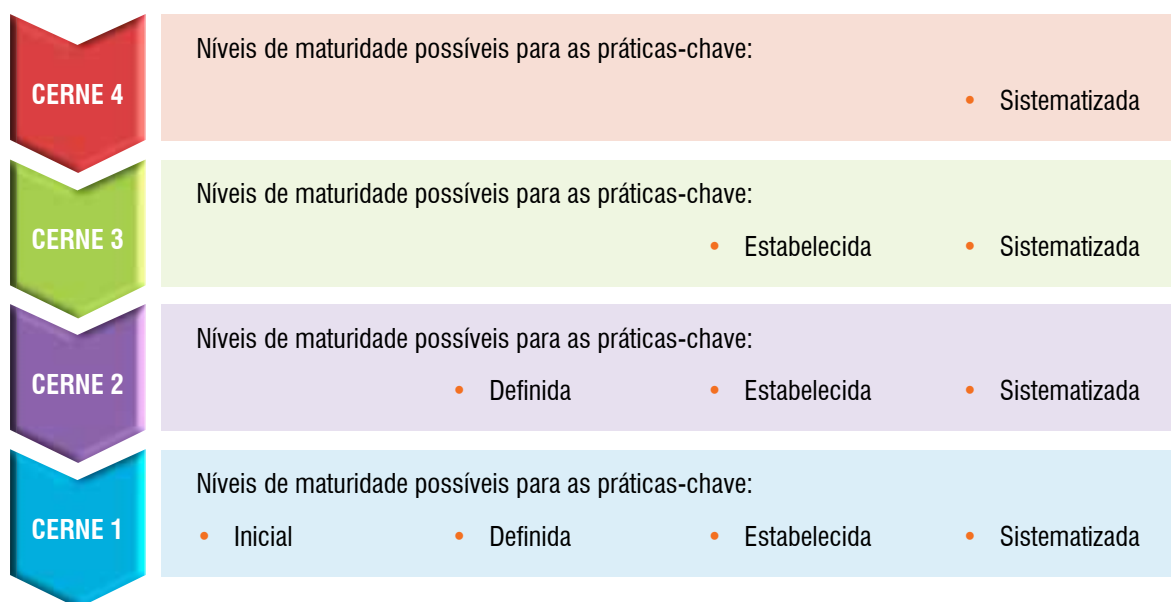 CERNE 4
Níveis de maturidade possíveis para as práticas-chave:
• Sistematizada
CERNE 3
Níveis de maturidade possíveis para as práticas-chave:
• Estabelecida • Sistematizada
CERNE 2
Níveis de maturidade possíveis para as práticas-chave:
• Definida • Estabelecida • Sistematizada
CERNE 1
Níveis de maturidade possíveis para as práticas-chave:
• Inicial • Definida • Estabelecida • Sistematizada